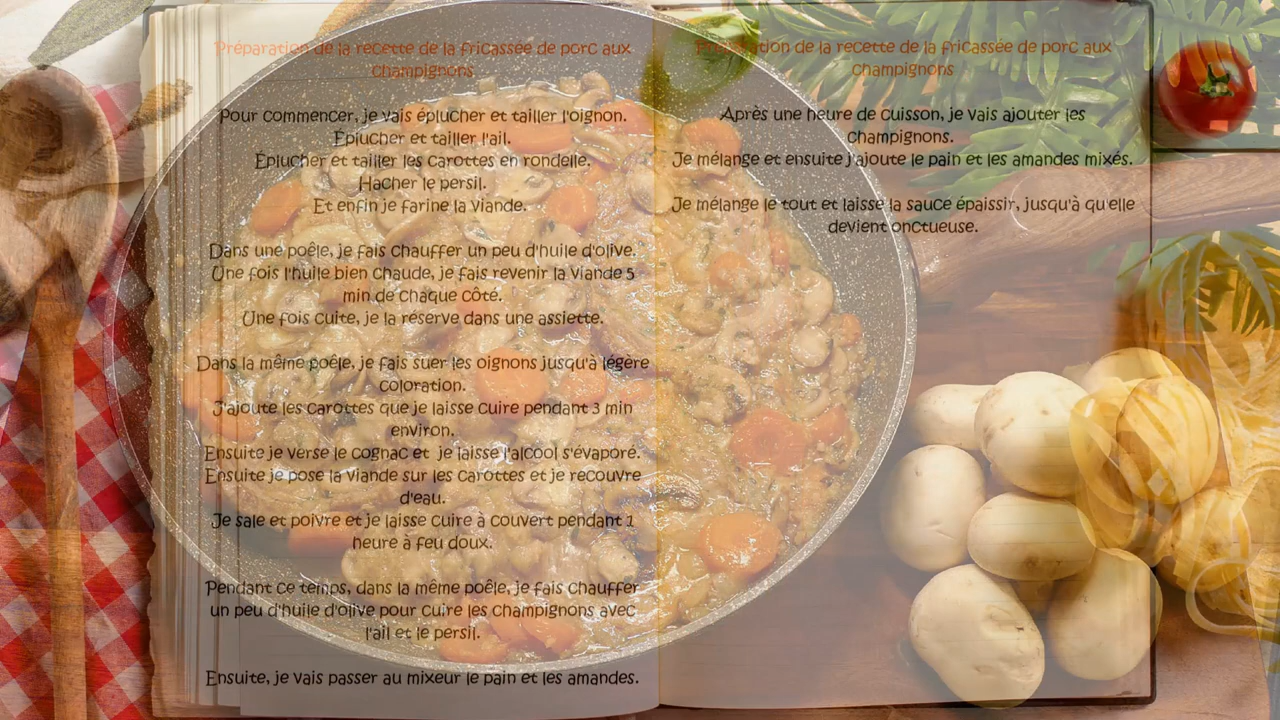 Préparation de la recette de la fricassée de porc aux
champignons
Pour commencer, je vais éplucher et tailler l'oignon.
Éplucher et tailler l'ail.
Éplucher et tailler les carottes en rondelle.
Hacher le persil.
Et enfin je farine la viande.
Dans une poêle, je fais chauffer un peu d'huile d'olive.
Une fois l'huile bien chaude, je fais revenir la viande 5
min de chaque côté.
Une fois cuite, je la réserve dans une assiette.
Dans la même poêle, je fais suer les oignons jusqu'à légère
coloration.
J'ajoute les carottes que je laisse cuire pendant 3 min
environ.
Ensuite je verse le cognac et je laisse l'alcool s'évaporé.
Ensuite je pose la viande sur les carottes et je recouvre
d'eau.
Je sale et poivre et je laisse cuire à couvert pendant 1
heure à feu doux.
Pendant ce temps, dans la même poêle, je fais chauffer
un peu d'huile d'olive pour cuire les champignons avec
l'ail et le persil.
Ensuite, je vais passer au mixeur le pain et les amandes.
Préparation de la recette de la fricassée de porc aux
champignons
Après une heure de cuisson, je vais ajouter les
champignons.
Je mélange et ensuite j'ajoute le pain et les amandes mixés.
Je mélange le tout et laisse la sauce épaissir, jusqu'à qu'elle
devient onctueuse.